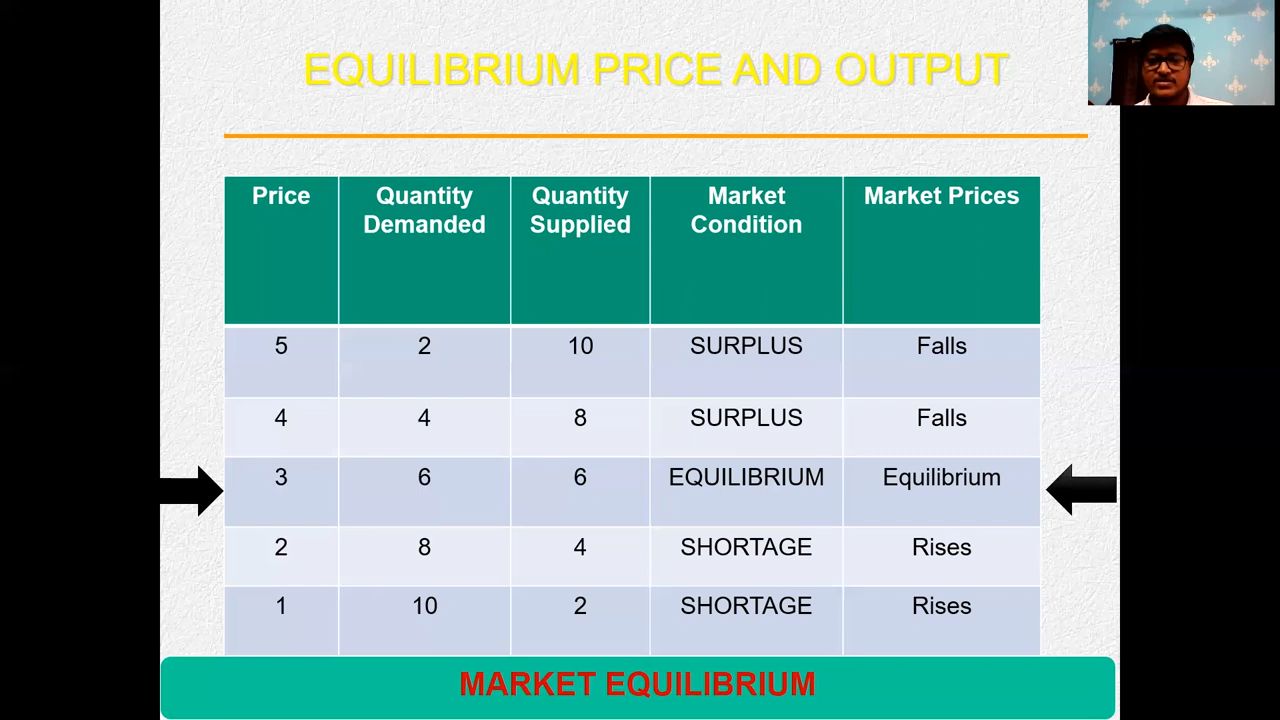 EQUILIBRIUM PRICE AND OUTPUT
Price Quantity Demanded Quantity Supplied Market Condition Market Prices
5 2 10 SURPLUS Falls
4 4 8 SURPLUS Falls
3 6 6 EQUILIBRIUM Equilibrium
2 8 4 SHORTAGE Rises
1 10 2 SHORTAGE Rises
MARKET EQUILIBRIUM